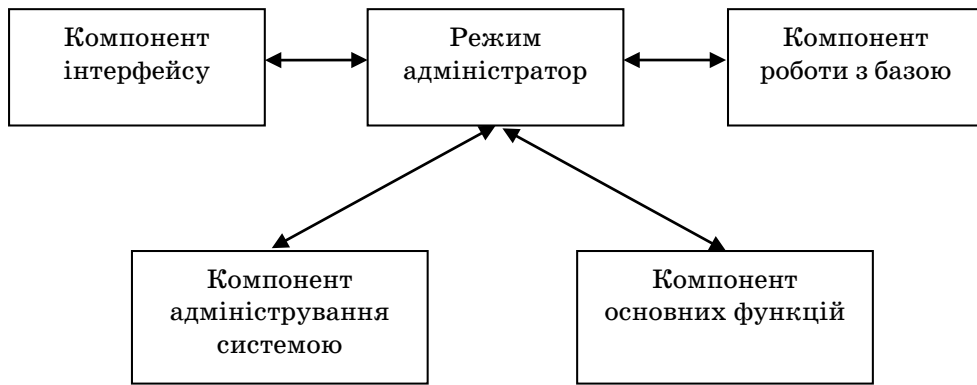 Компонент
інтерфейсу
Режим
адміністратор
Компонент
роботи з базою
Компонент
адміністрування
системою
Компонент
основних функцій